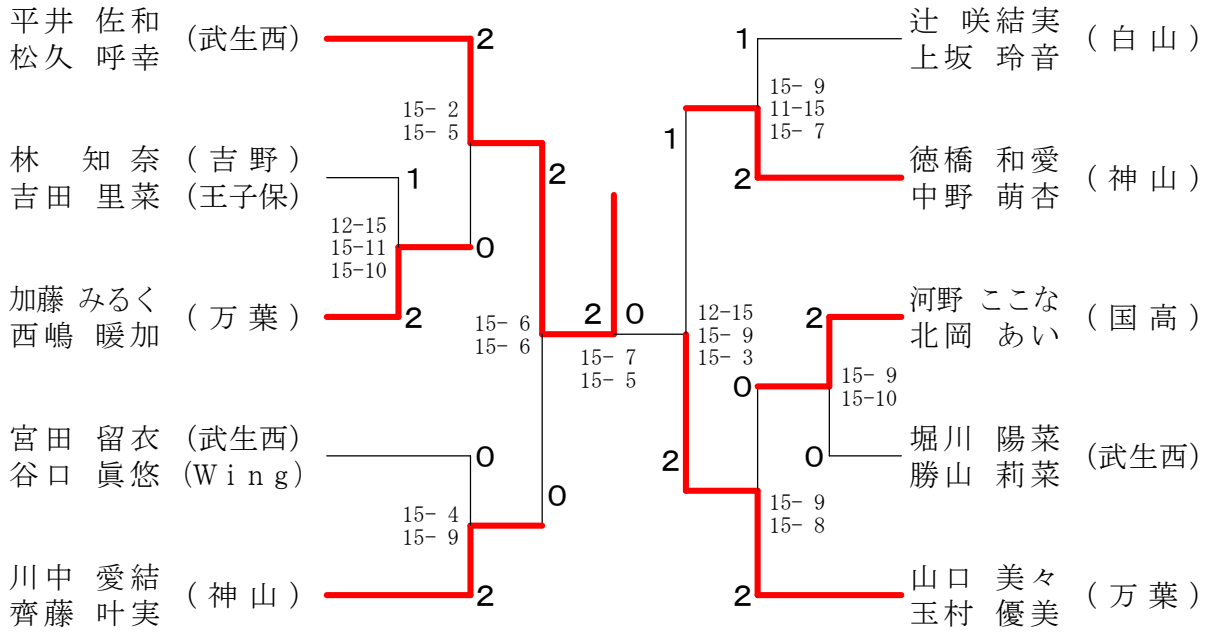 平井 佐和
松久 呼幸
(武生西)
2
15- 2
15- 5
林 知奈 (吉野)
吉田 里菜 (王子保)
1
2
12-15
15-11
15-10
0
加藤 みるく
西嶋 暖加
(万葉)
2
15- 6
15- 6
2
0
15- 7
15- 5
宮田 留衣 (武生西)
谷口 眞悠 (Wing)
0
0
15- 4
15- 9
川中 愛結
齊藤 叶実
(神山)
2
1
辻 咲結実
上坂 玲音
(白山)
15- 9
11-15
15- 7
1
2
徳橋 和愛
中野 萌杏
(神山)
12-15
15- 9
15- 3
2
河野 ここな
北岡 あい
(国高)
0
15- 9
15-10
2
0
堀川 陽菜
勝山 莉菜
(武生西)
15- 9
15- 8
2
山口 美々
玉村 優美
(万葉)